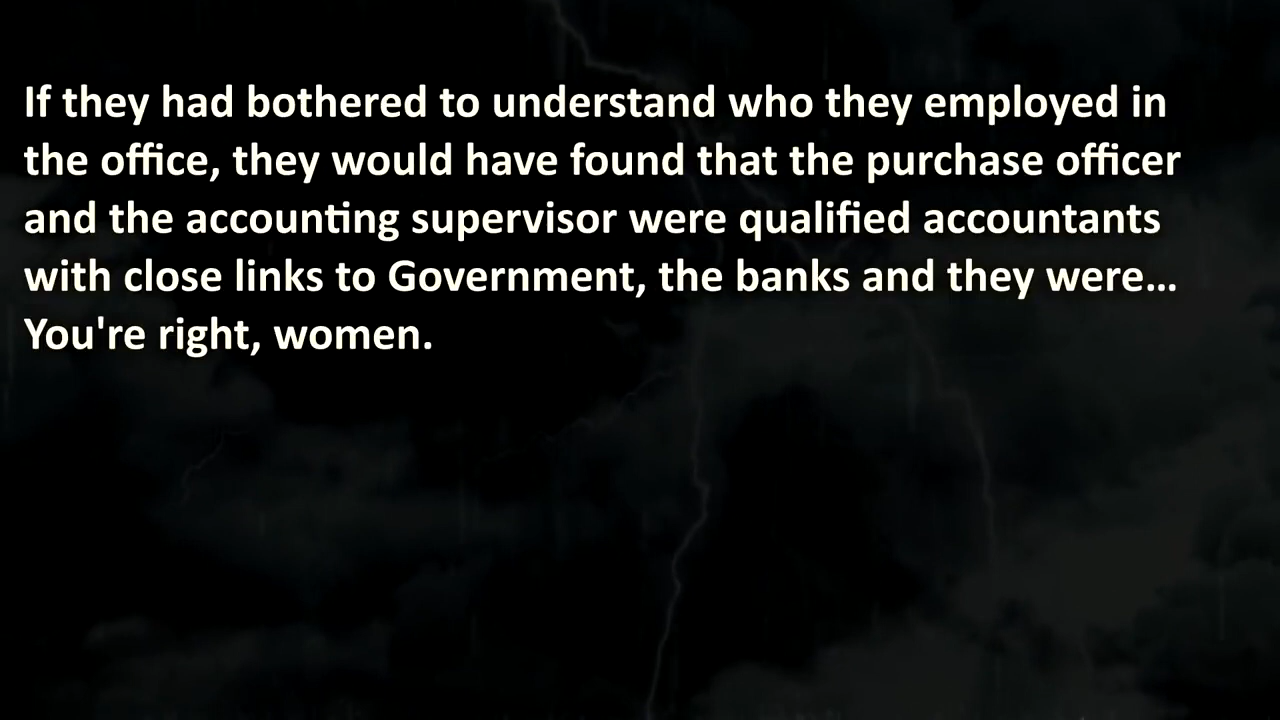 If they had bothered to understand who they employed in
the office, they would have found that the purchase officer
and the accounting supervisor were qualified accountants
with close links to Government, the banks and they were…
You're right, women.